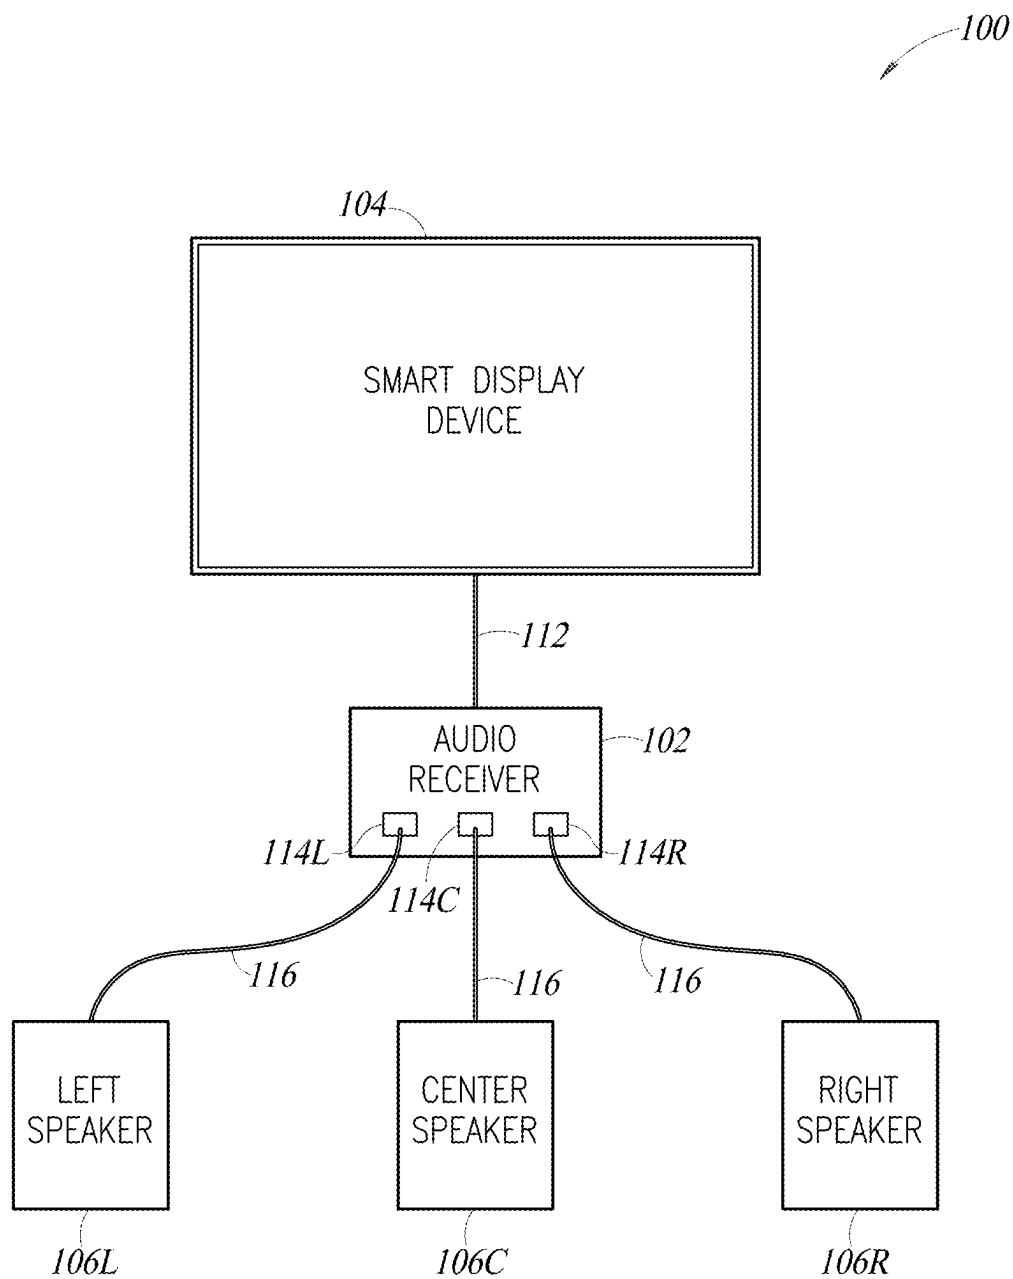 100
104
SMART DISPLAY
DEVICE
112
AUDIO
RECEIVER
102
114L
114C
114R
116
116
116
LEFT
SPEAKER
CENTER
SPEAKER
RIGHT
SPEAKER
106L
106C
106R